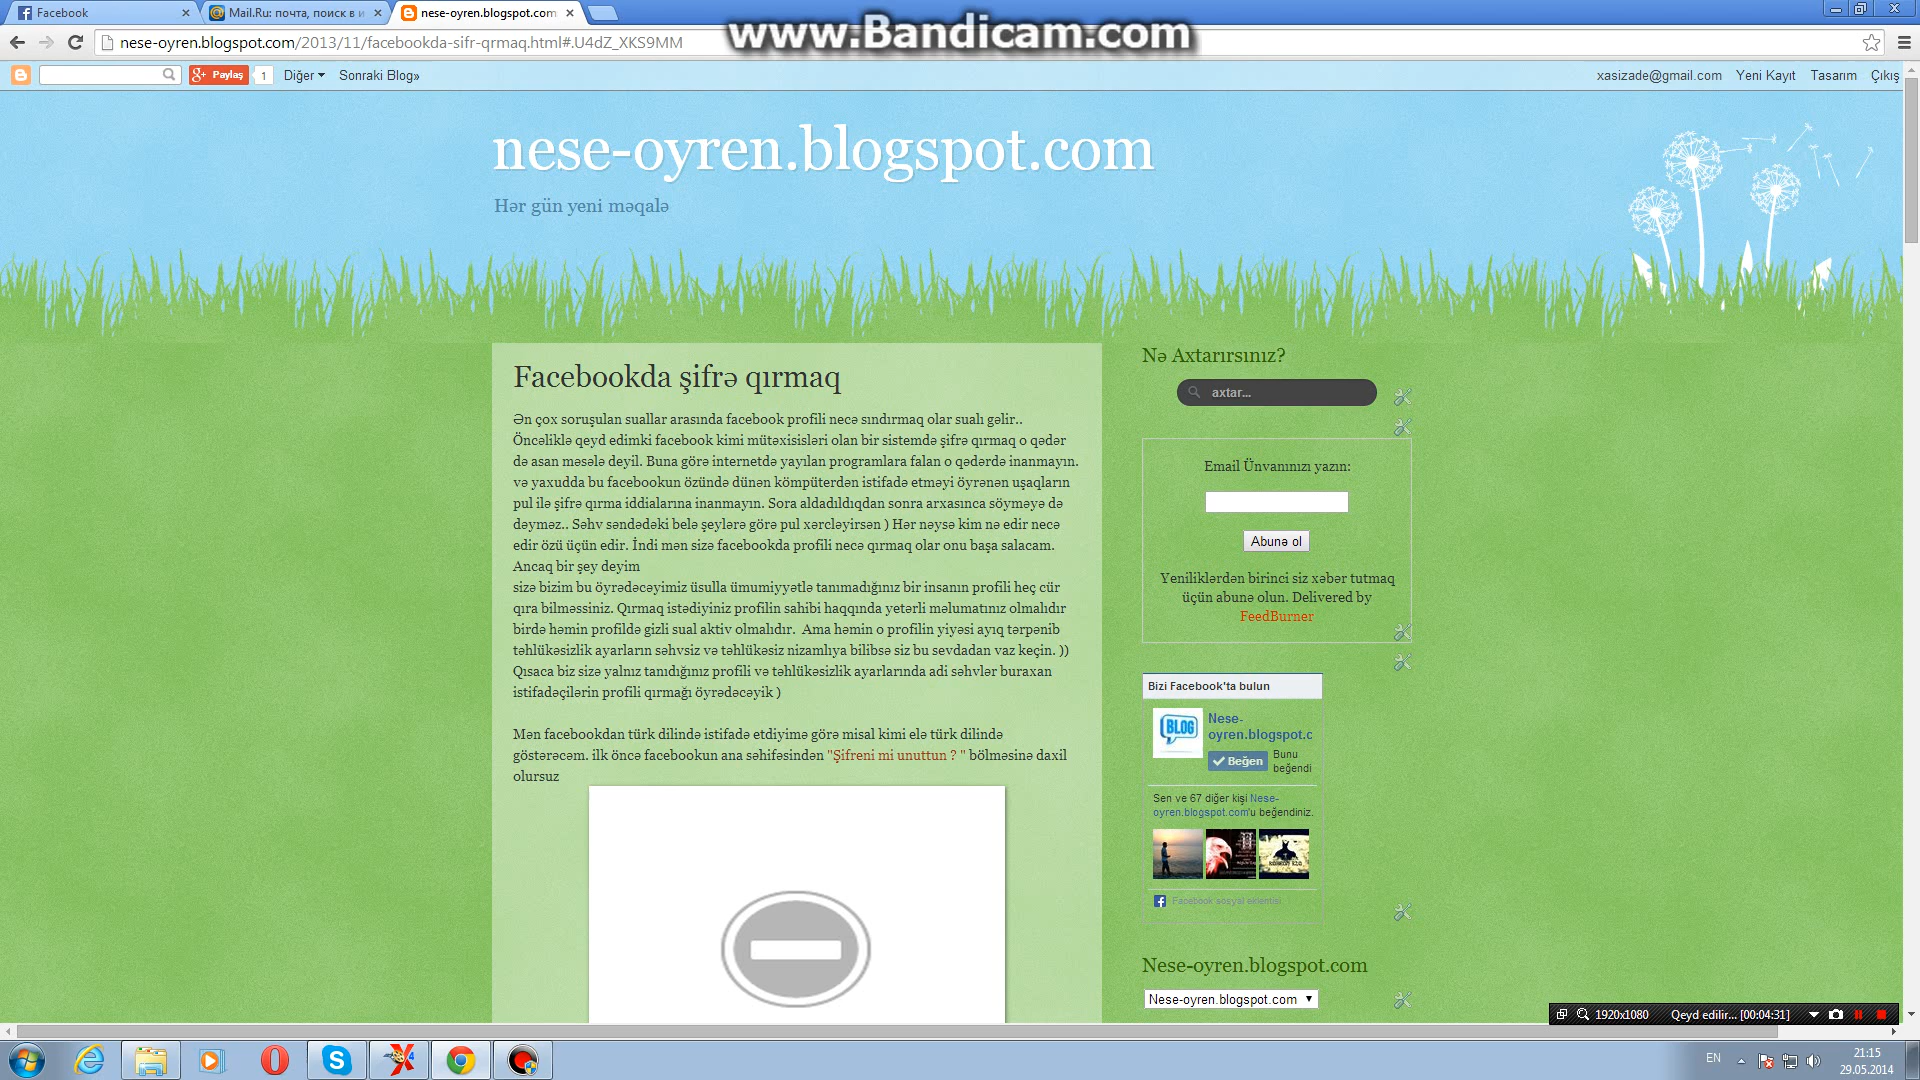 Facebook
Mail.Ru: почта, поиск в и
nese-oyren.blogspot.com
www.Bandicam.com
nese-oyren.blogspot.com/2013/11/facebookda-sifr-qrmaq.html#.U4dZ_XKS9MM
Paylaş 1 Diğer Sonraki Blog» xasizade@gmail.com Yeni Kayıt Tasarım Çıkış
nese-oyren.blogspot.com
Hər gün yeni məqalə
Facebookda şifrə qırmaq
Ən çox soruşulan suallar arasında facebook profili necə sındırmaq olar sualı gəlir..
Öncəliklə qeyd edimki facebook kimi mütəxisisləri olan bir sistemdə şifrə qırmaq o qədər
də asan məsələ deyil. Buna görə internetdə yayılan programlara falan o qədərdə inanmayın.
və yaxudda bu facebookun özündə dünən kömpüterdən istifadə etməyi öyrənən uşaqların
pul ilə şifrə qırma iddialarına inanmayın. Sora aldadıldıqdan sonra arxasınca söyməyə də
dəyməz.. Səhv səndədəki belə şeylərə görə pul xərcləyirsən ) Hər nəysə kim nə edir necə
edir özü üçün edir. İndi mən sizə facebookda profili necə qırmaq olar onu başa salacam.
Ancaq bir şey deyim
sizə bizim bu öyrədəcəyimiz üsulla ümumiyyətlə tanımadığınız bir insanın profili heç cür
qıra bilməssiniz. Qırmaq istədiyiniz profilin sahibi haqqında yetərli məlumatınız olmalıdır
birdə həmin profildə gizli sual aktiv olmalıdır. Ama həmin o profilin yiyəsi ayıq tərpənib
təhlükəsizlik ayarların səhvsiz və təhlükəsiz nizamlıya bilibsə siz bu sevdadan vaz keçin. ))
Qısaca biz sizə yalnız tanıdığınız profili və təhlükəsizlik ayarlarında adi səhvlər buraxan
istifadəçilərin profili qırmağı öyrədəcəyik )
Mən facebookdan türk dilində istifadə etdiyimə görə misal kimi elə türk dilində
göstərəcəm. ilk öncə facebookun ana səhifəsindən "Şifreni mi unuttun ? " bölməsinə daxil
olursuz
Nə Axtarırsınız?
axtar...
Email Ünvanınızı yazın:
Abunə ol
Yeniliklərdən birinci siz xəbər tutmaq
üçün abunə olun. Delivered by
FeedBurner
Bizi Facebook'ta bulun
BLOG
Nese-
oyren.blogspot.c
Beğen
Bunu
beğendi
Sen ve 67 diğer kişi Nese-
oyren.blogspot.com'u beğendiniz.
Facebook sosyal eklentisi
Nese-oyren.blogspot.com
Nese-oyren.blogspot.com
1920x1080 Qeyd edilir... [00:04:31]
EN
21:15
29.05.2014